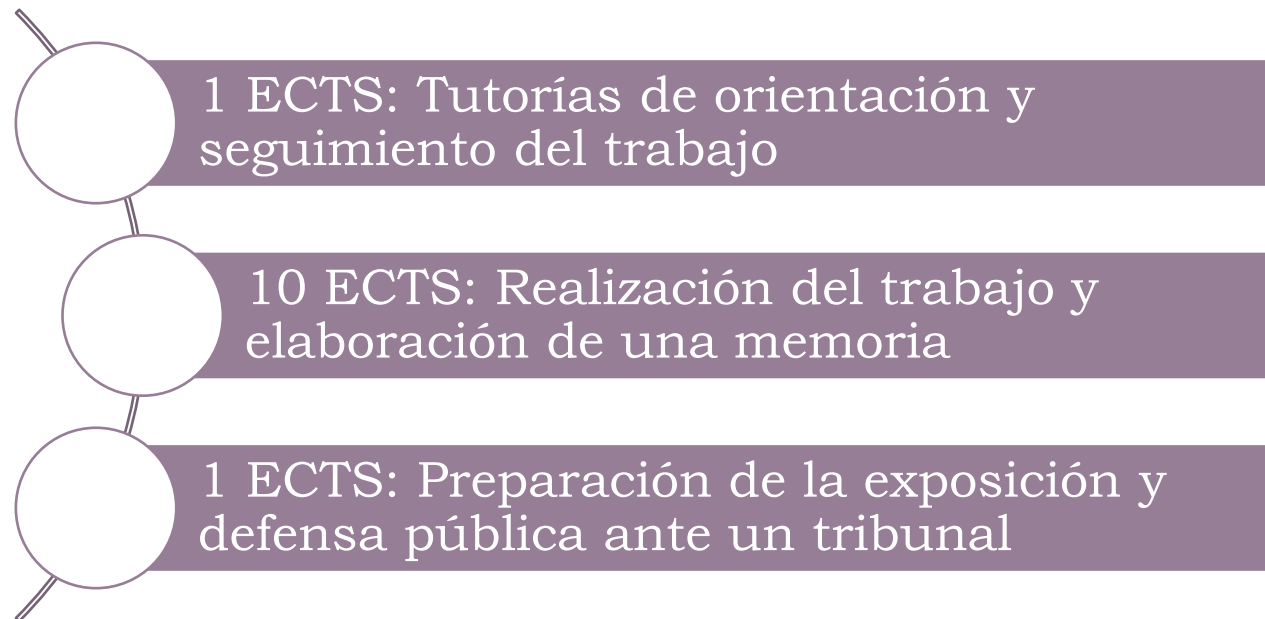 1 ECTS: Tutorías de orientación y
seguimiento del trabajo
10 ECTS: Realización del trabajo y
elaboración de una memoria
1 ECTS: Preparación de la exposición y
defensa pública ante un tribunal